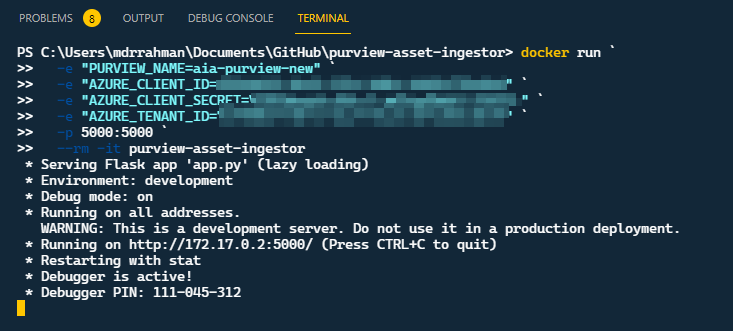 PROBLEMS 8 OUTPUT DEBUG CONSOLE TERMINAL
PS C:\Users\mdrrahman\Documents\GitHub\purview-asset-ingestor> docker run `
>> -e "PURVIEW_NAME=aia-purview-new" `
>> -e "AZURE_CLIENT_ID=" `
>> -e "AZURE_CLIENT_SECRET=" `
>> -e "AZURE_TENANT_ID=" `
>> -p 5000:5000 `
>> --rm -it purview-asset-ingestor
* Serving Flask app 'app.py' (lazy loading)
* Environment: development
* Debug mode: on
* Running on all addresses.
WARNING: This is a development server. Do not use it in a production deployment.
* Running on http://172.17.0.2:5000/ (Press CTRL+C to quit)
* Restarting with stat
* Debugger is active!
* Debugger PIN: 111-045-312